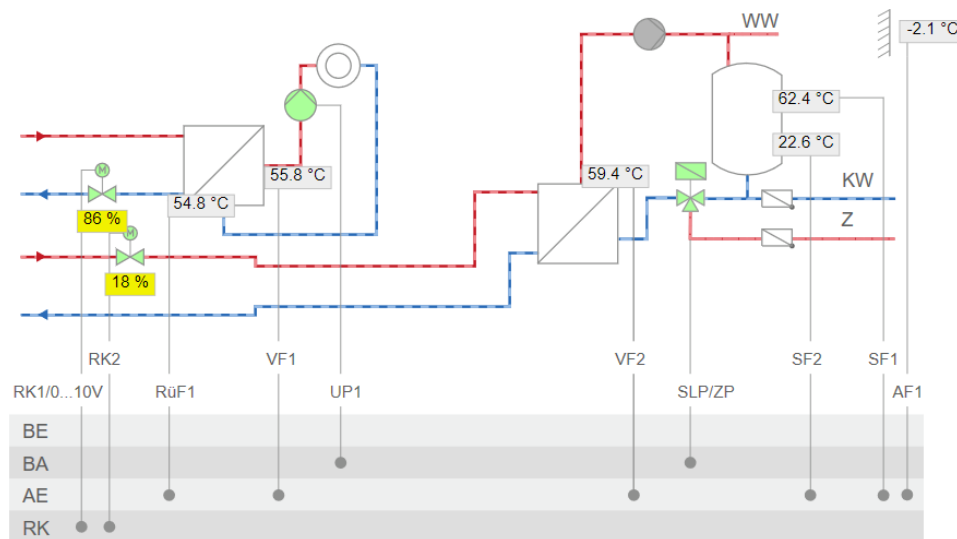 WW
-2.1 °C
62.4 °C
22.6 °C
55.8 °C
59.4 °C
M
54.8 °C
KW
86 %
Z
M
18 %
RK2
VF1
VF2
SF2
SF1
RK1/0...10V
RüF1
UP1
SLP/ZP
AF1
BE
BA
AE
RK